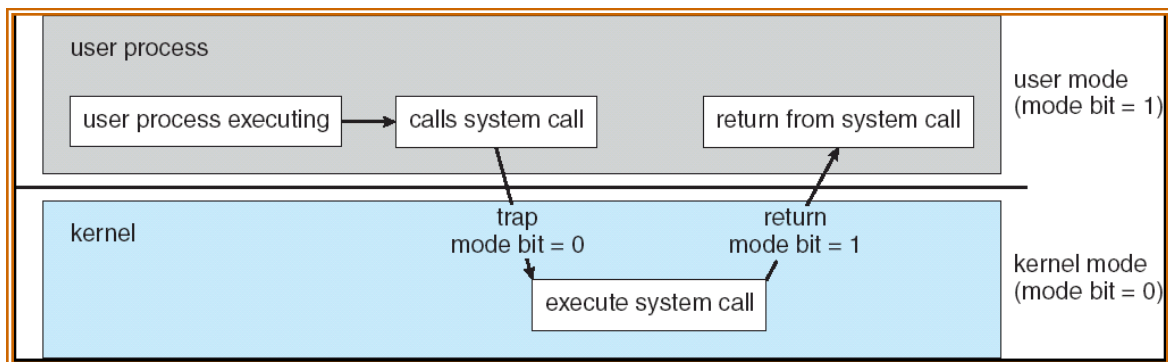 user process
user process executing
calls system call
return from system call
user mode
(mode bit = 1)
kernel
trap
mode bit = 0
return
mode bit = 1
execute system call
kernel mode
(mode bit = 0)